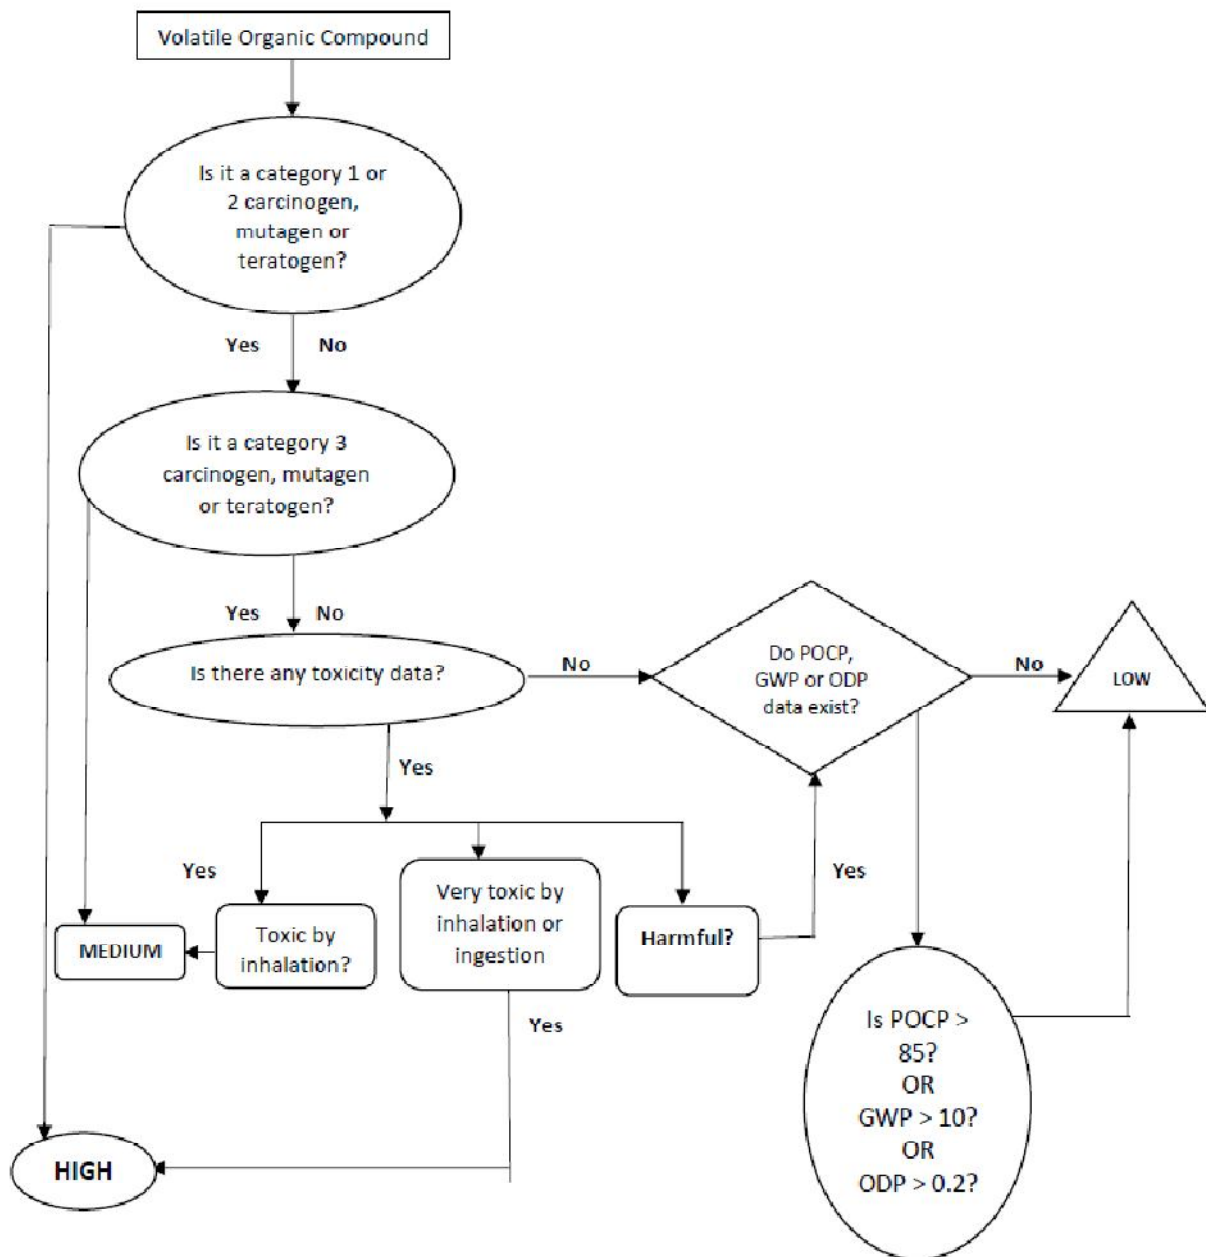 Volatile Organic Compound
Is it a category 1 or
2 carcinogen,
mutagen or
teratogen?
Yes No
Is it a category 3
carcinogen, mutagen
or teratogen?
Yes No
Is there any toxicity data?
No
Do POCP,
GWP or ODP
data exist?
No
LOW
Yes
Yes
Very toxic by
inhalation or
ingestion
Yes
MEDIUM
Toxic by
inhalation?
Harmful?
Yes
Is POCP >
85?
OR
GWP > 10?
OR
ODP > 0.2?
HIGH